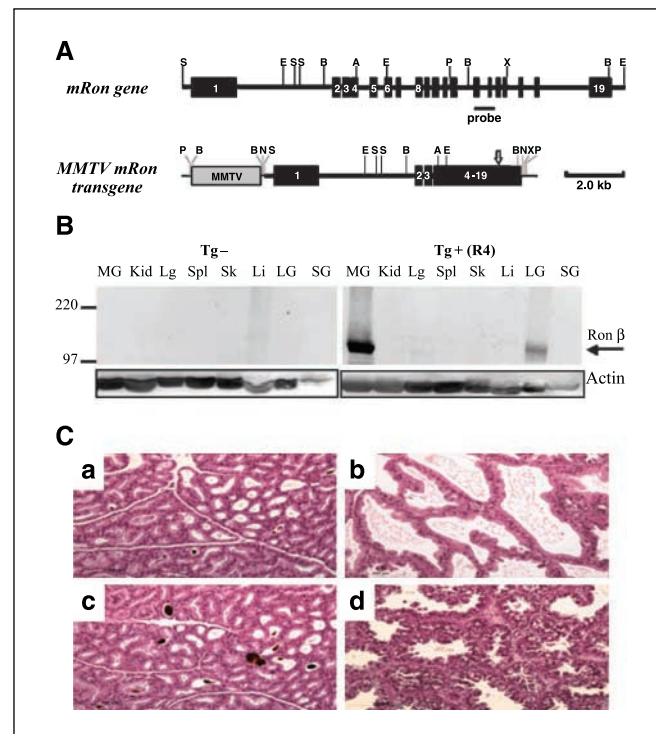 A
S E S S B A E P B X B E
mRon gene
1 2 3 4 5 6 8 19
probe
P B B N S E S S B A E B N X P
MMTV mRon
transgene
MMTV 1 2 3 4-19
2.0 kb
B
Tg– Tg+ (R4)
MG Kid Lg Spl Sk Li LG SG MG Kid Lg Spl Sk Li LG SG
220
Ron β
97
Actin
C
a b
c d